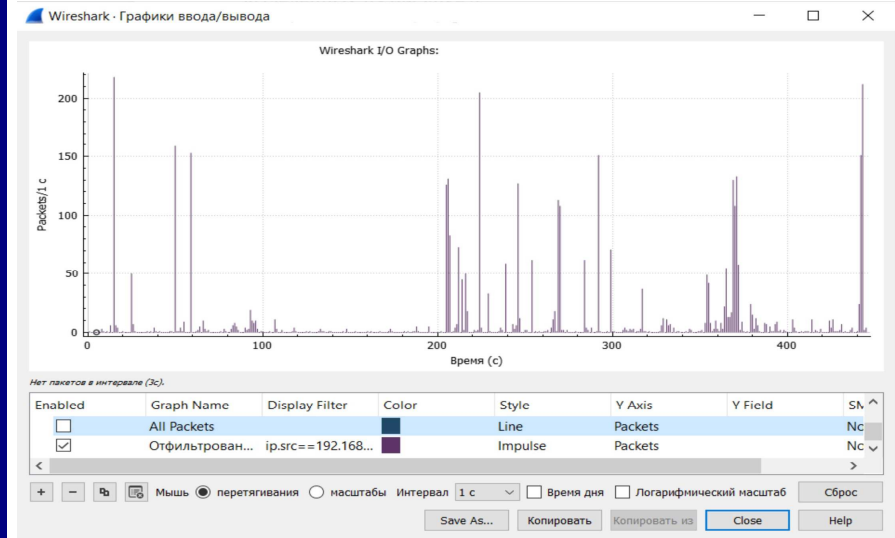 Wireshark · Графики ввода/вывода
Wireshark I/O Graphs:
Packets/1 с
200
150
100
50
0
0 100 200 300 400
Время (с)
Нет пакетов в интервале (3с).
Enabled Graph Name Display Filter Color Style Y Axis Y Field SM
All Packets Line Packets Nc
Отфильтрован... ip.src==192.168... Impulse Packets Nc
+ − Мышь перетягивания масштабы Интервал 1 с Время дня Логарифмический масштаб Сброс
Save As... Копировать Копировать из Close Help